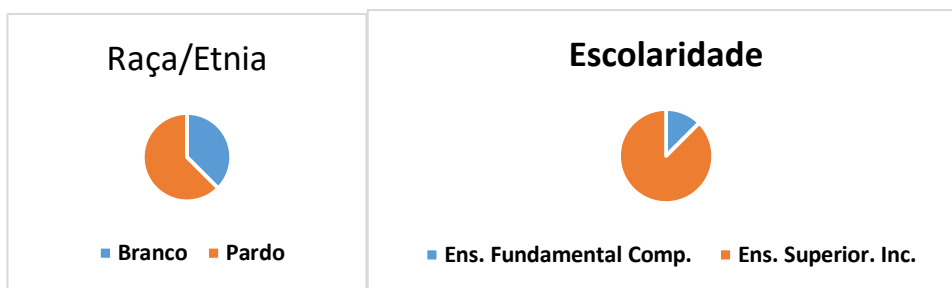 Raça/Etnia
Branco Pardo
Escolaridade
Ens. Fundamental Comp. Ens. Superior. Inc.